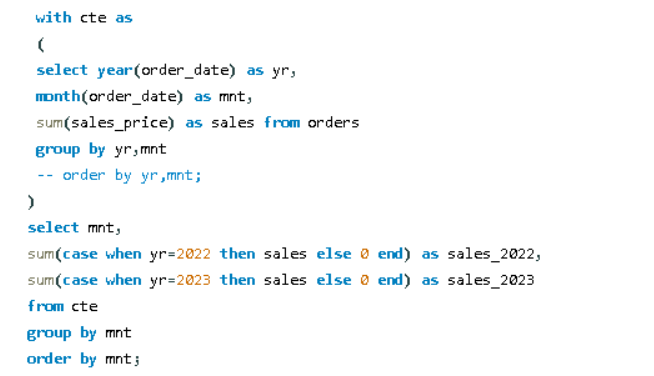 with cte as
(
select year(order_date) as yr,
month(order_date) as mnt,
sum(sales_price) as sales from orders
group by yr,mnt
-- order by yr,mnt;
)
select mnt,
sum(case when yr=2022 then sales else 0 end) as sales_2022,
sum(case when yr=2023 then sales else 0 end) as sales_2023
from cte
group by mnt
order by mnt;